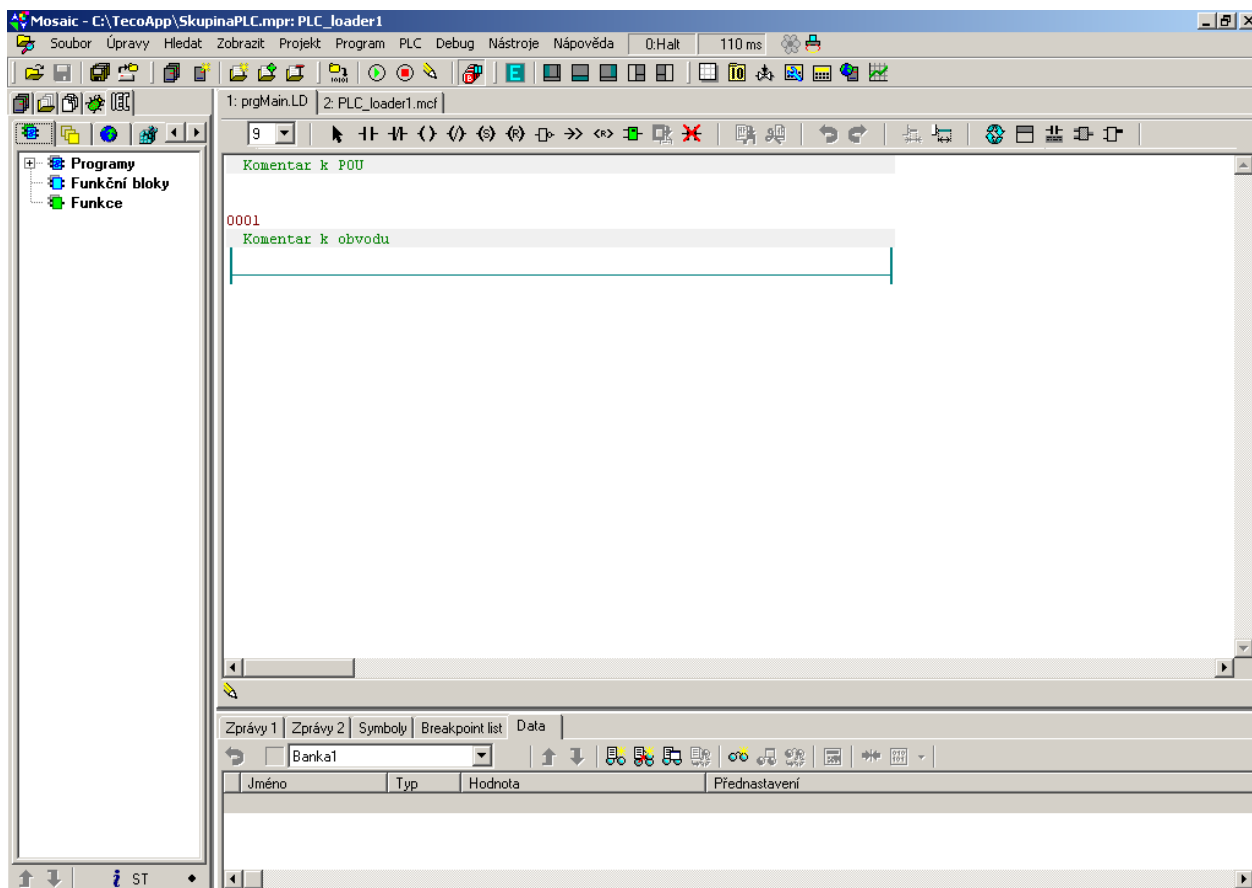 Mosaic - C:\TecoApp\SkupinaPLC.mpr: PLC_loader1
Soubor Úpravy Hledat Zobrazit Projekt Program PLC Debug Nástroje Nápověda 0:Halt 110 ms
1: prgMain.LD 2: PLC_loader1.mcf
9
Programy
Funkční bloky
Funkce
Komentar k POU
0001
Komentar k obvodu
Zprávy 1 Zprávy 2 Symboly Breakpoint list Data
Banka1
Jméno Typ Hodnota Přednastavení
ST